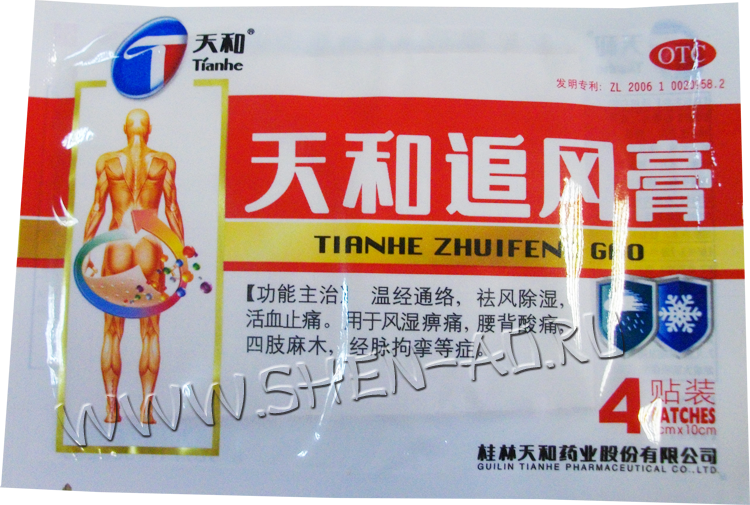 天和®
Tianhe
OTC
发明专利: ZL 2006 1 0020958.2
天和追风膏
TIANHE ZHUIFENG GAO
【功能主治】 温经通络, 祛风除湿,
活血止痛。用于风湿痹痛, 腰背酸痛,
四肢麻木, 经脉拘挛等症。
4贴装
PATCHES
cm×10cm
桂林天和药业股份有限公司
GUILIN TIANHE PHARMACEUTICAL CO.,LTD
WWW.SHEN-AO.RU